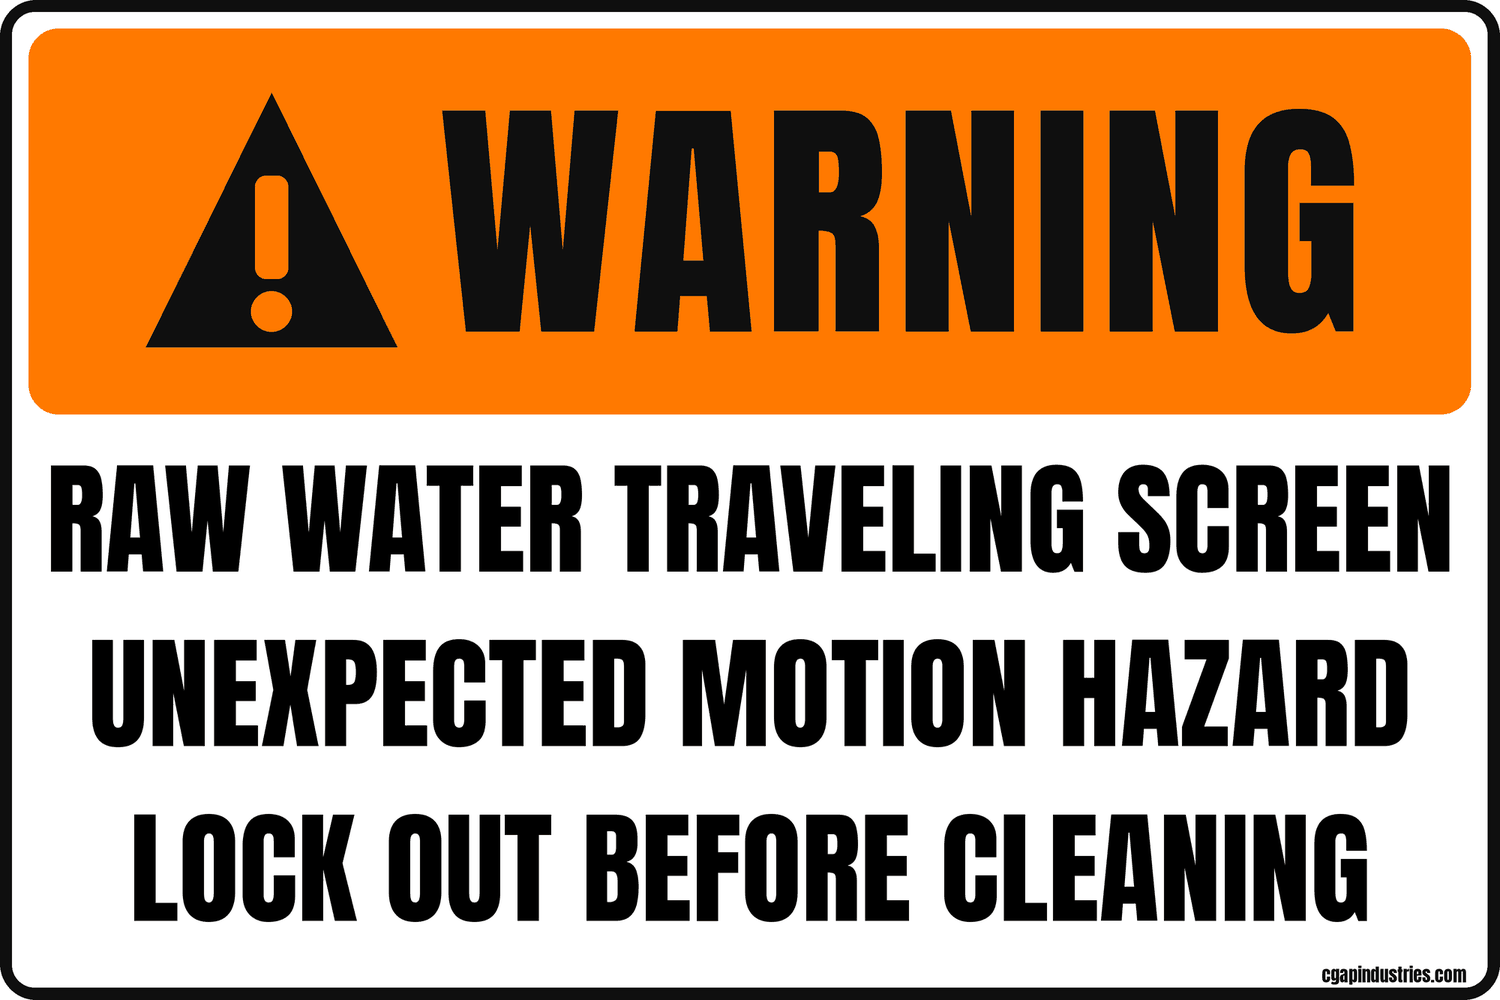 WARNING
RAW WATER TRAVELING SCREEN
UNEXPECTED MOTION HAZARD
LOCK OUT BEFORE CLEANING
cgapindustries.com